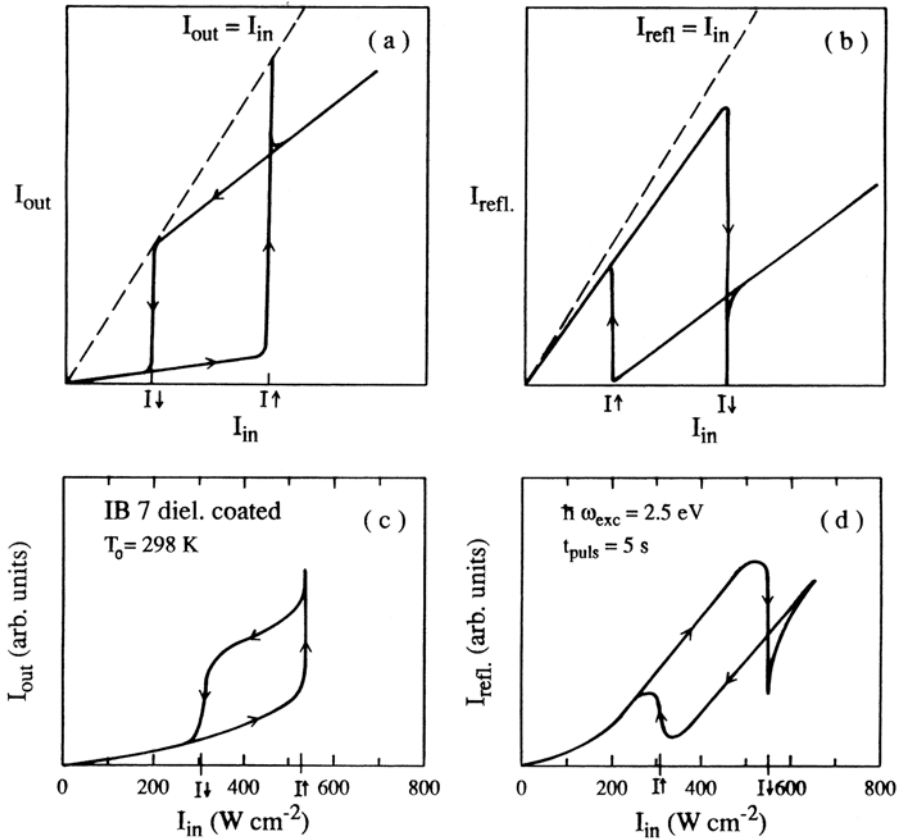 I_out = I_in
( a )
I_out
I↓
I↑
I_in
I_refl = I_in
( b )
I_refl.
I↑
I↓
I_in
IB 7 diel. coated
T_o = 298 K
( c )
I_out (arb. units)
0
200
I↓
400
I↑
600
800
I_in (W cm⁻²)
ħ ω_exc = 2.5 eV
t_puls = 5 s
( d )
I_refl. (arb. units)
0
200
I↑
400
I↓
600
800
I_in (W cm⁻²)